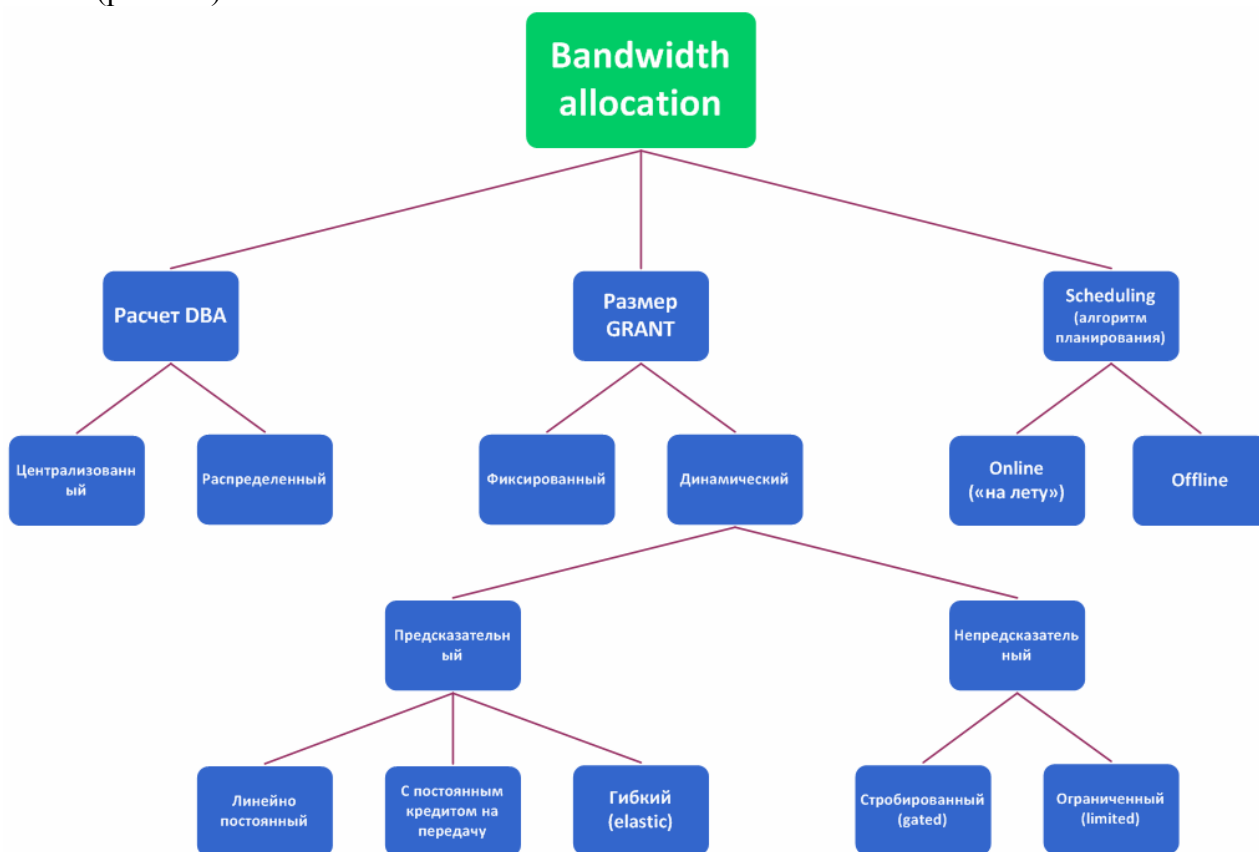 Bandwidth
allocation
Расчет DBA
Размер
GRANT
Scheduling
(алгоритм
планирования)
Централизованн
ый
Распределенный
Фиксированный
Динамический
Online
(«на лету»)
Offline
Предсказательн
ый
Непредсказатель
ный
Линейно
постоянный
С постоянным
кредитом на
передачу
Гибкий
(elastic)
Стробированный
(gated)
Ограниченный
(limited)